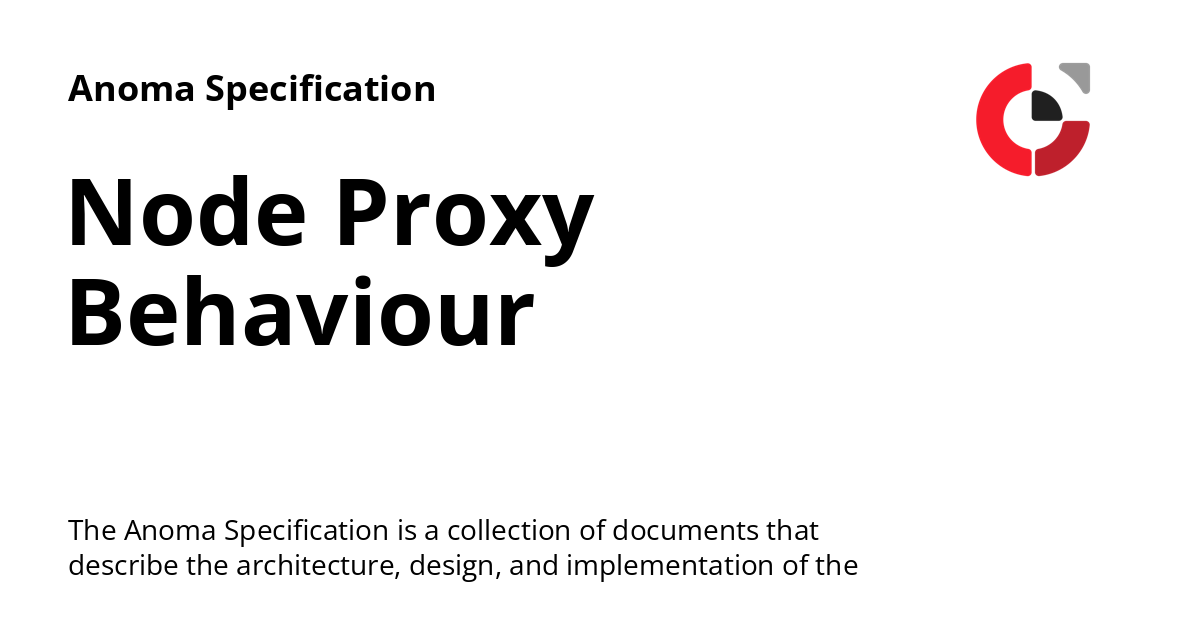 Anoma Specification
Node Proxy
Behaviour
The Anoma Specification is a collection of documents that
describe the architecture, design, and implementation of the